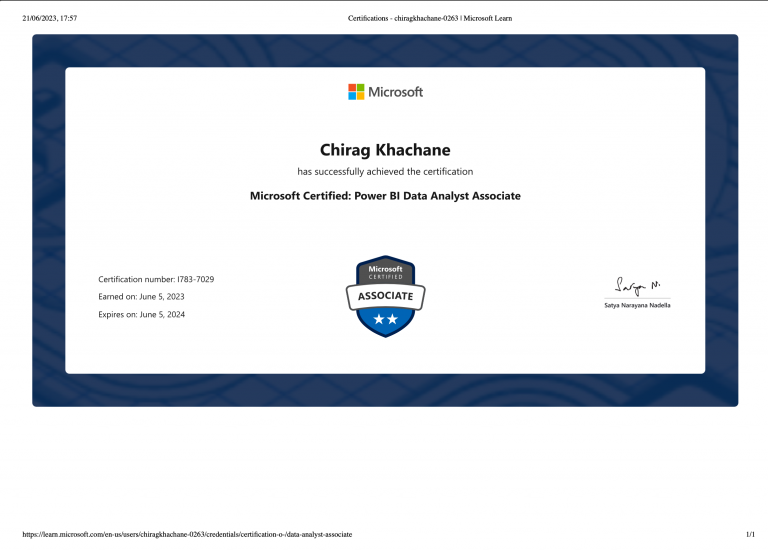 21/06/2023, 17:57 Certifications - chiragkhachane-0263 | Microsoft Learn
Microsoft
Chirag Khachane
has successfully achieved the certification
Microsoft Certified: Power BI Data Analyst Associate
Certification number: I783-7029
Earned on: June 5, 2023
Expires on: June 5, 2024
Microsoft
CERTIFIED
ASSOCIATE
Satya N.
Satya Narayana Nadella
https://learn.microsoft.com/en-us/users/chiragkhachane-0263/credentials/certification-o-/data-analyst-associate 1/1